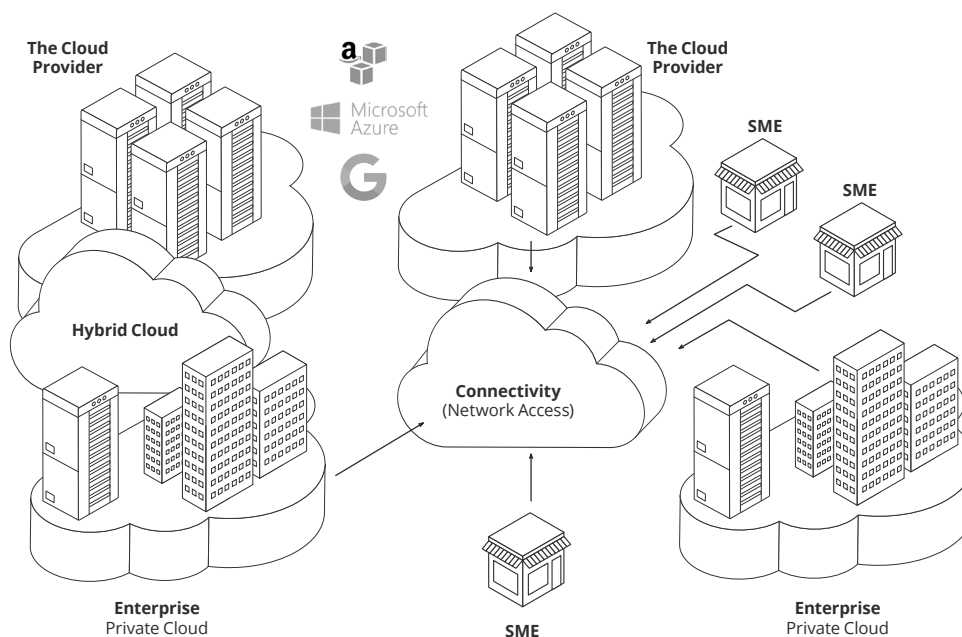 The Cloud
Provider
a
Microsoft
Azure
G
The Cloud
Provider
SME
SME
Hybrid Cloud
Connectivity
(Network Access)
Enterprise
Private Cloud
SME
Enterprise
Private Cloud